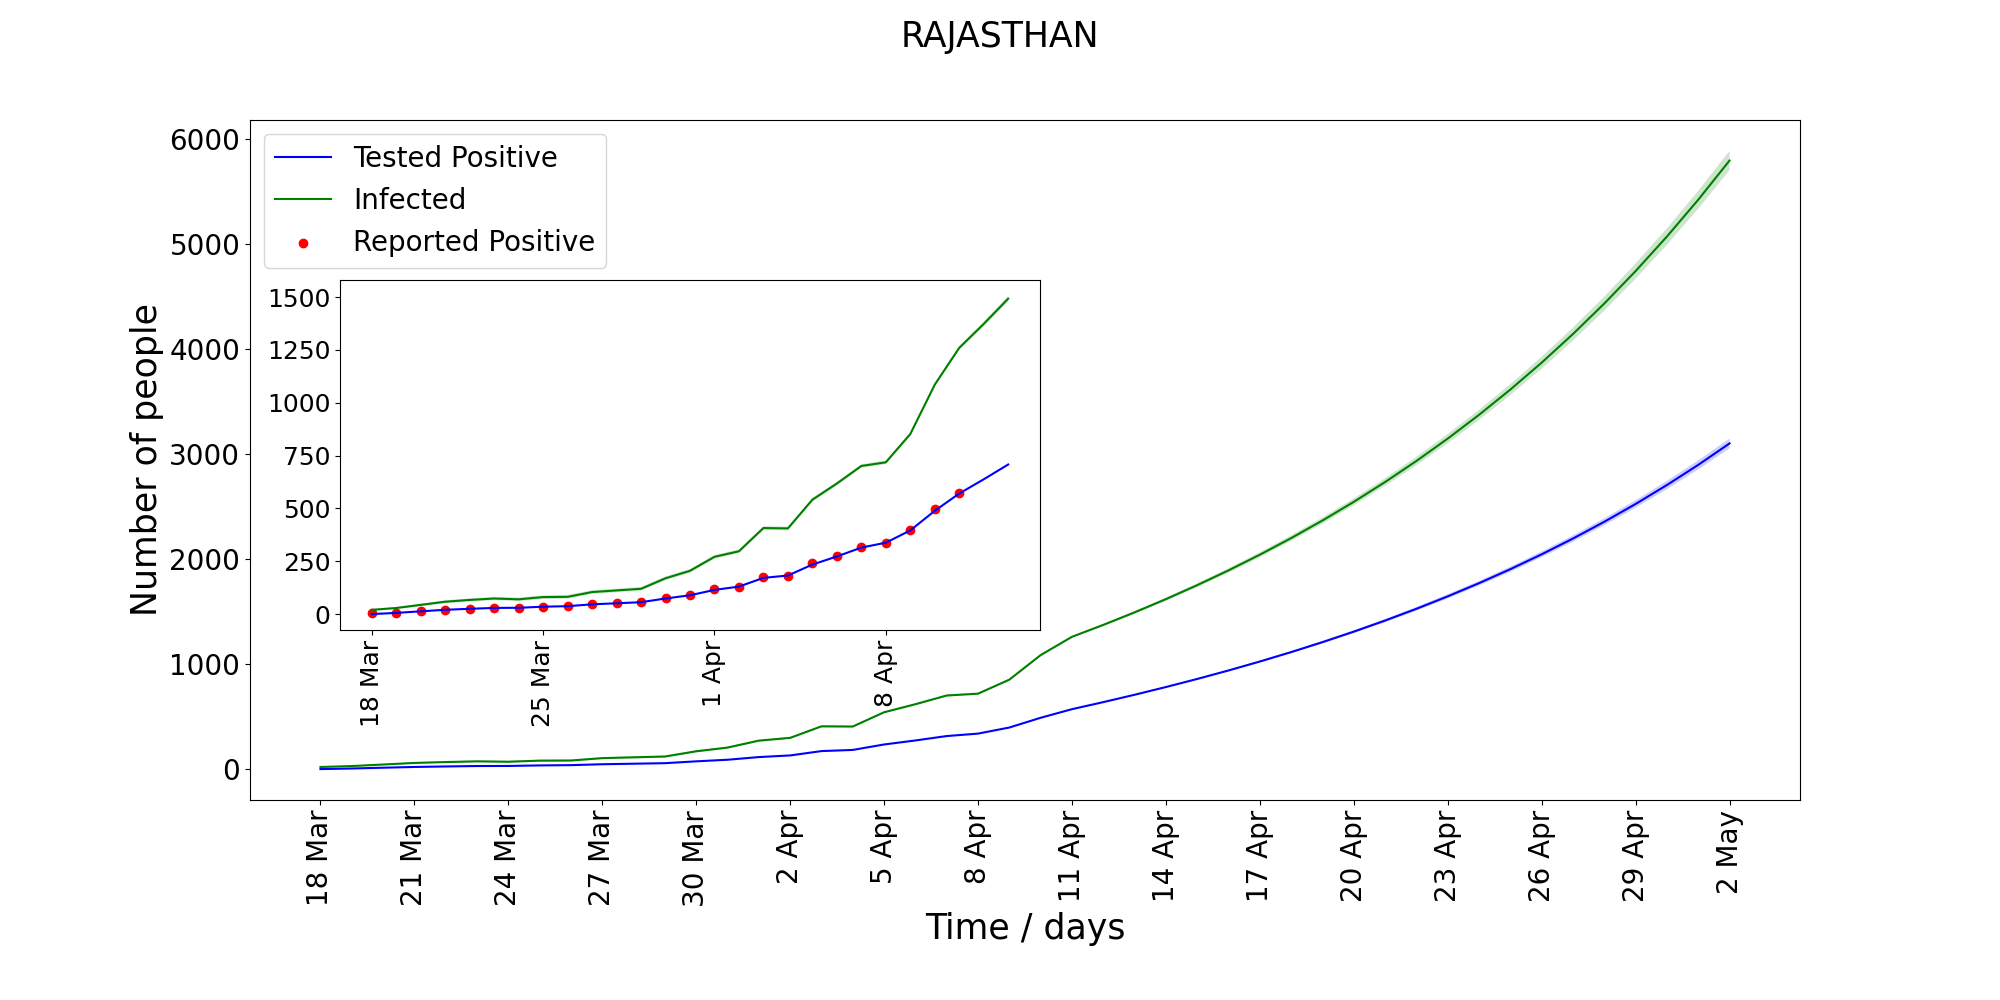 RAJASTHAN
6000
5000
4000
3000
2000
1000
0
Number of people
Tested Positive
Infected
Reported Positive
1500
1250
1000
750
500
250
0
18 Mar
25 Mar
1 Apr
8 Apr
18 Mar
21 Mar
24 Mar
27 Mar
30 Mar
2 Apr
5 Apr
8 Apr
11 Apr
14 Apr
17 Apr
20 Apr
23 Apr
26 Apr
29 Apr
2 May
Time / days